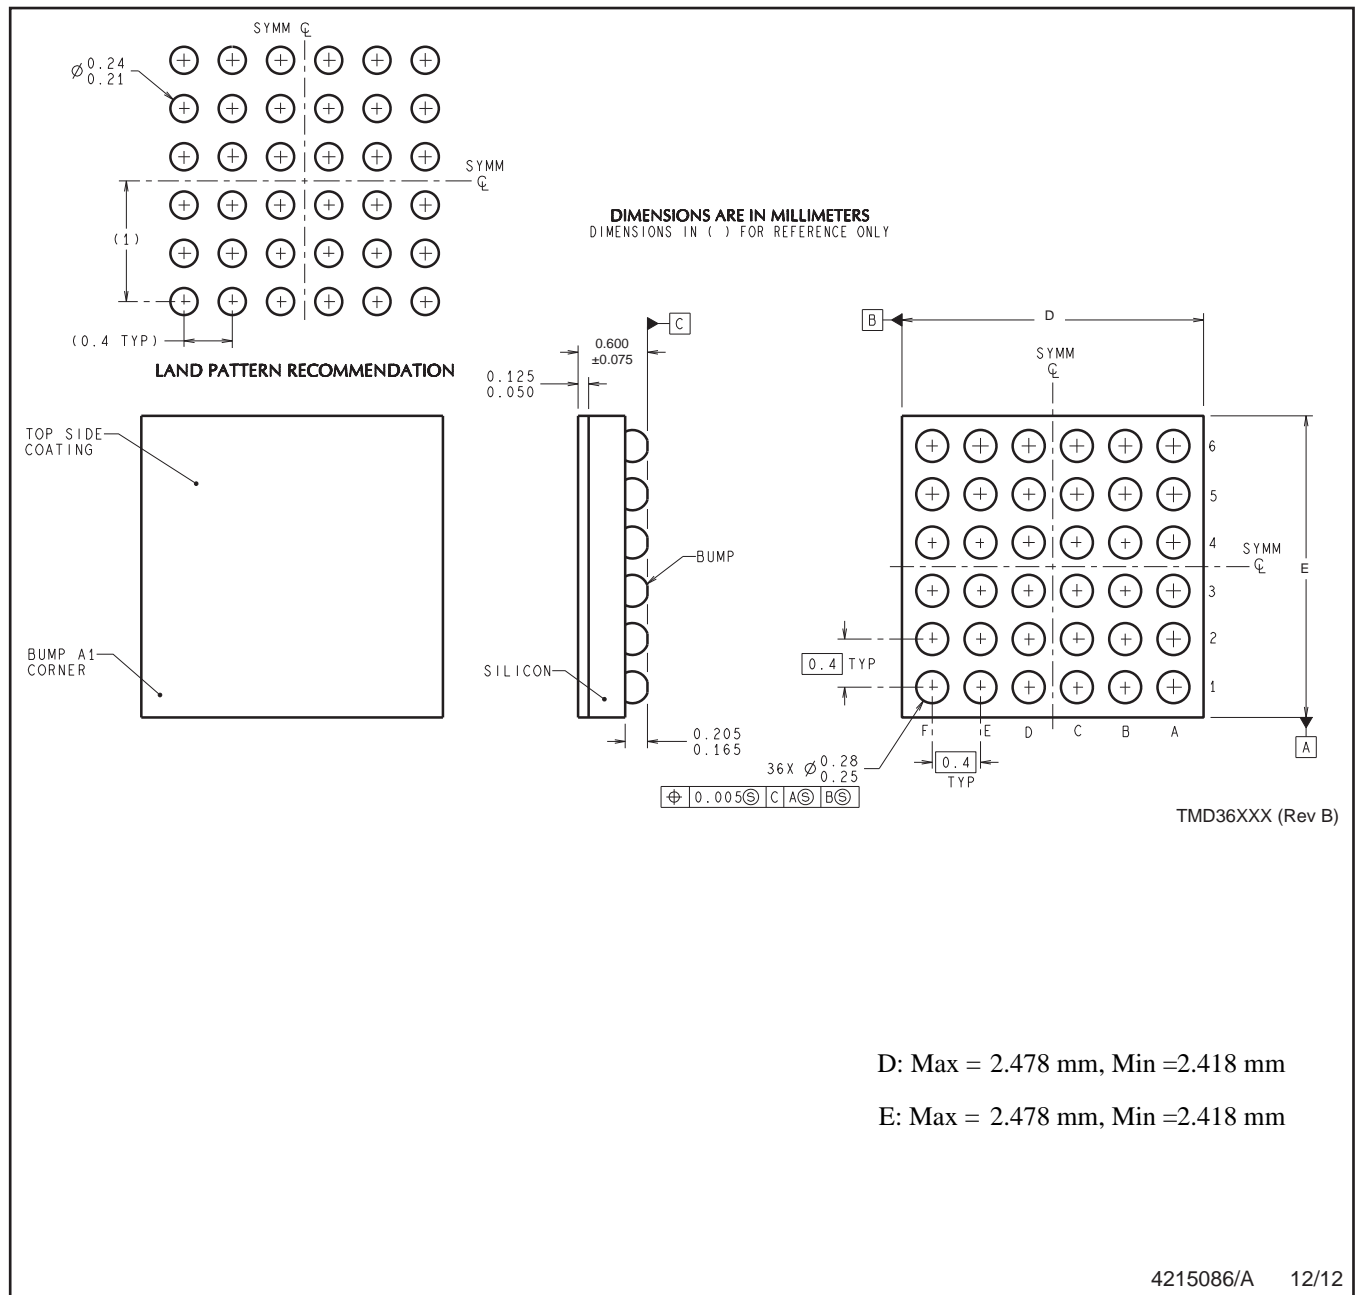 SYMM ℄
⌀ 0.24
0.21
SYMM
℄
(1)
(0.4 TYP)
LAND PATTERN RECOMMENDATION
DIMENSIONS ARE IN MILLIMETERS
DIMENSIONS IN ( ) FOR REFERENCE ONLY
TOP SIDE
COATING
BUMP A1
CORNER
0.600
±0.075
C
0.125
0.050
BUMP
SILICON
0.205
0.165
B
D
SYMM
℄
6
5
4
3
2
1
SYMM
℄
E
0.4 TYP
F E D C B A
A
36X ⌀ 0.28
0.25
0.4
TYP
⌖ 0.005Ⓢ C AⓈ BⓈ
TMD36XXX (Rev B)
D: Max = 2.478 mm, Min =2.418 mm
E: Max = 2.478 mm, Min =2.418 mm
4215086/A 12/12